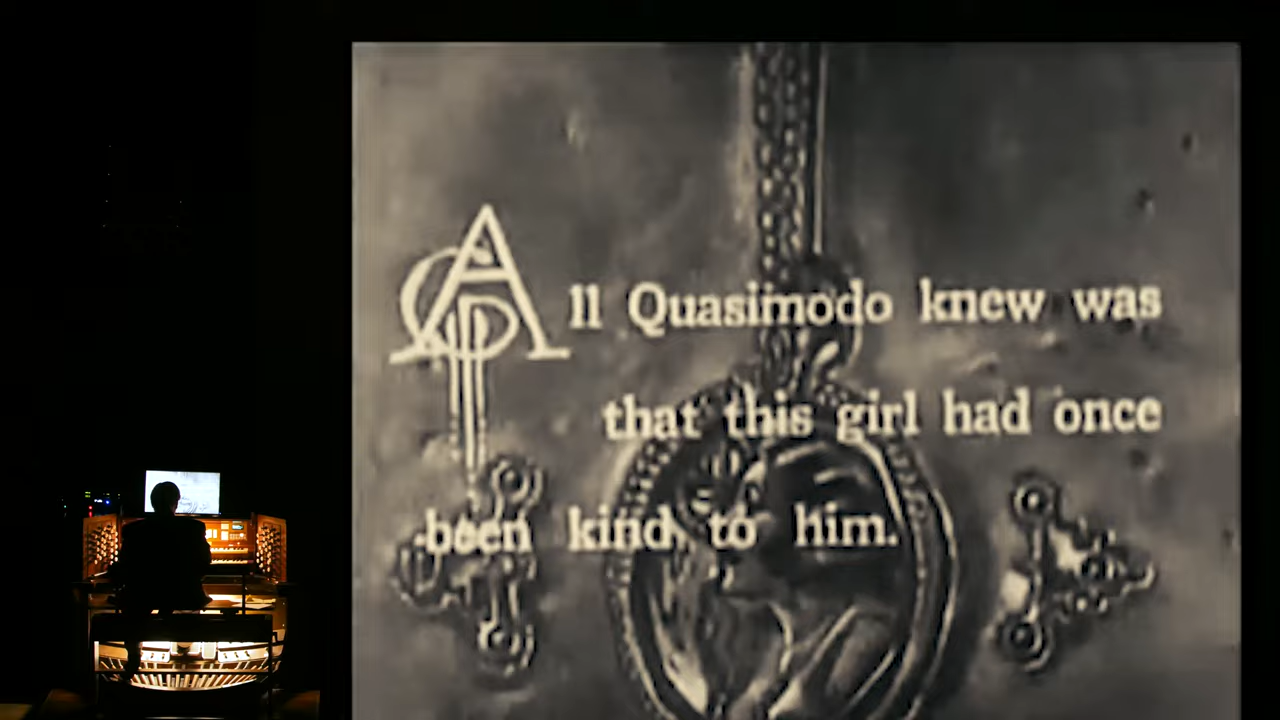 All Quasimodo knew was
that this girl had once
been kind to him.